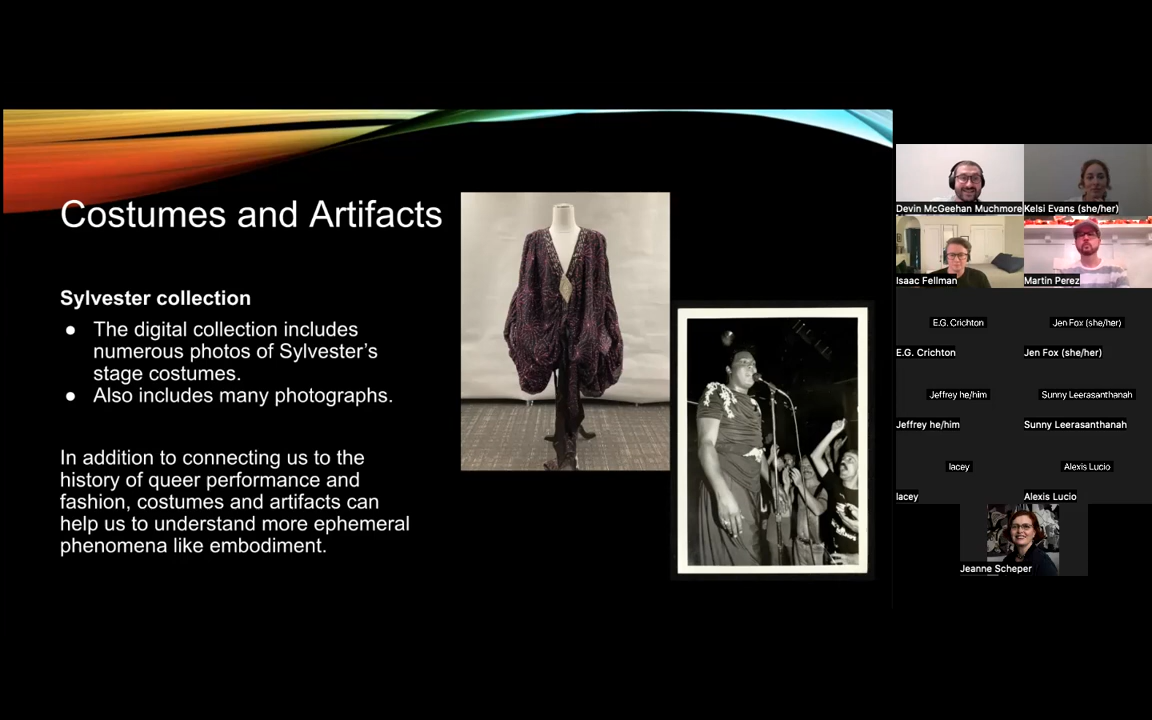 Costumes and Artifacts
Sylvester collection
● The digital collection includes
numerous photos of Sylvester’s
stage costumes.
● Also includes many photographs.
In addition to connecting us to the
history of queer performance and
fashion, costumes and artifacts can
help us to understand more ephemeral
phenomena like embodiment.
Devin McGeehan Muchmore
Kelsi Evans (she/her)
Isaac Fellman
Martin Perez
E.G. Crichton
Jen Fox (she/her)
E.G. Crichton
Jen Fox (she/her)
Jeffrey he/him
Sunny Leerasanthanah
Jeffrey he/him
Sunny Leerasanthanah
lacey
Alexis Lucio
lacey
Alexis Lucio
Jeanne Scheper